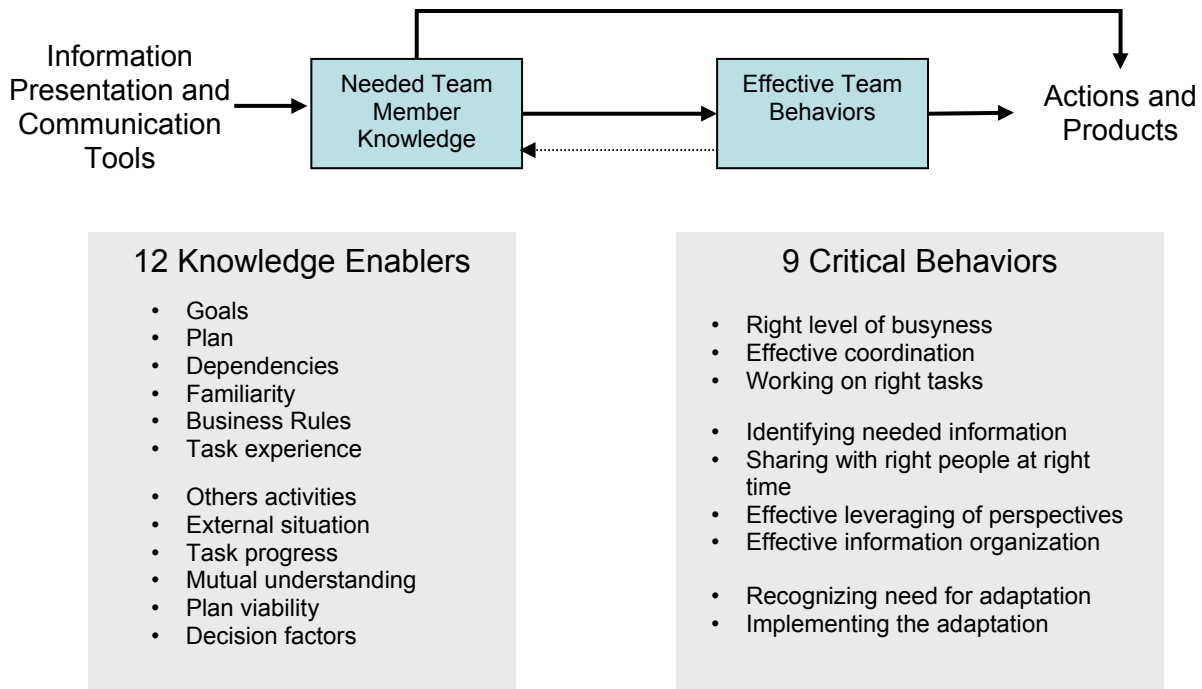 Information
Presentation and
Communication
Tools
Needed Team
Member
Knowledge
Effective Team
Behaviors
Actions and
Products
12 Knowledge Enablers
• Goals
• Plan
• Dependencies
• Familiarity
• Business Rules
• Task experience
• Others activities
• External situation
• Task progress
• Mutual understanding
• Plan viability
• Decision factors
9 Critical Behaviors
• Right level of busyness
• Effective coordination
• Working on right tasks
• Identifying needed information
• Sharing with right people at right
time
• Effective leveraging of perspectives
• Effective information organization
• Recognizing need for adaptation
• Implementing the adaptation